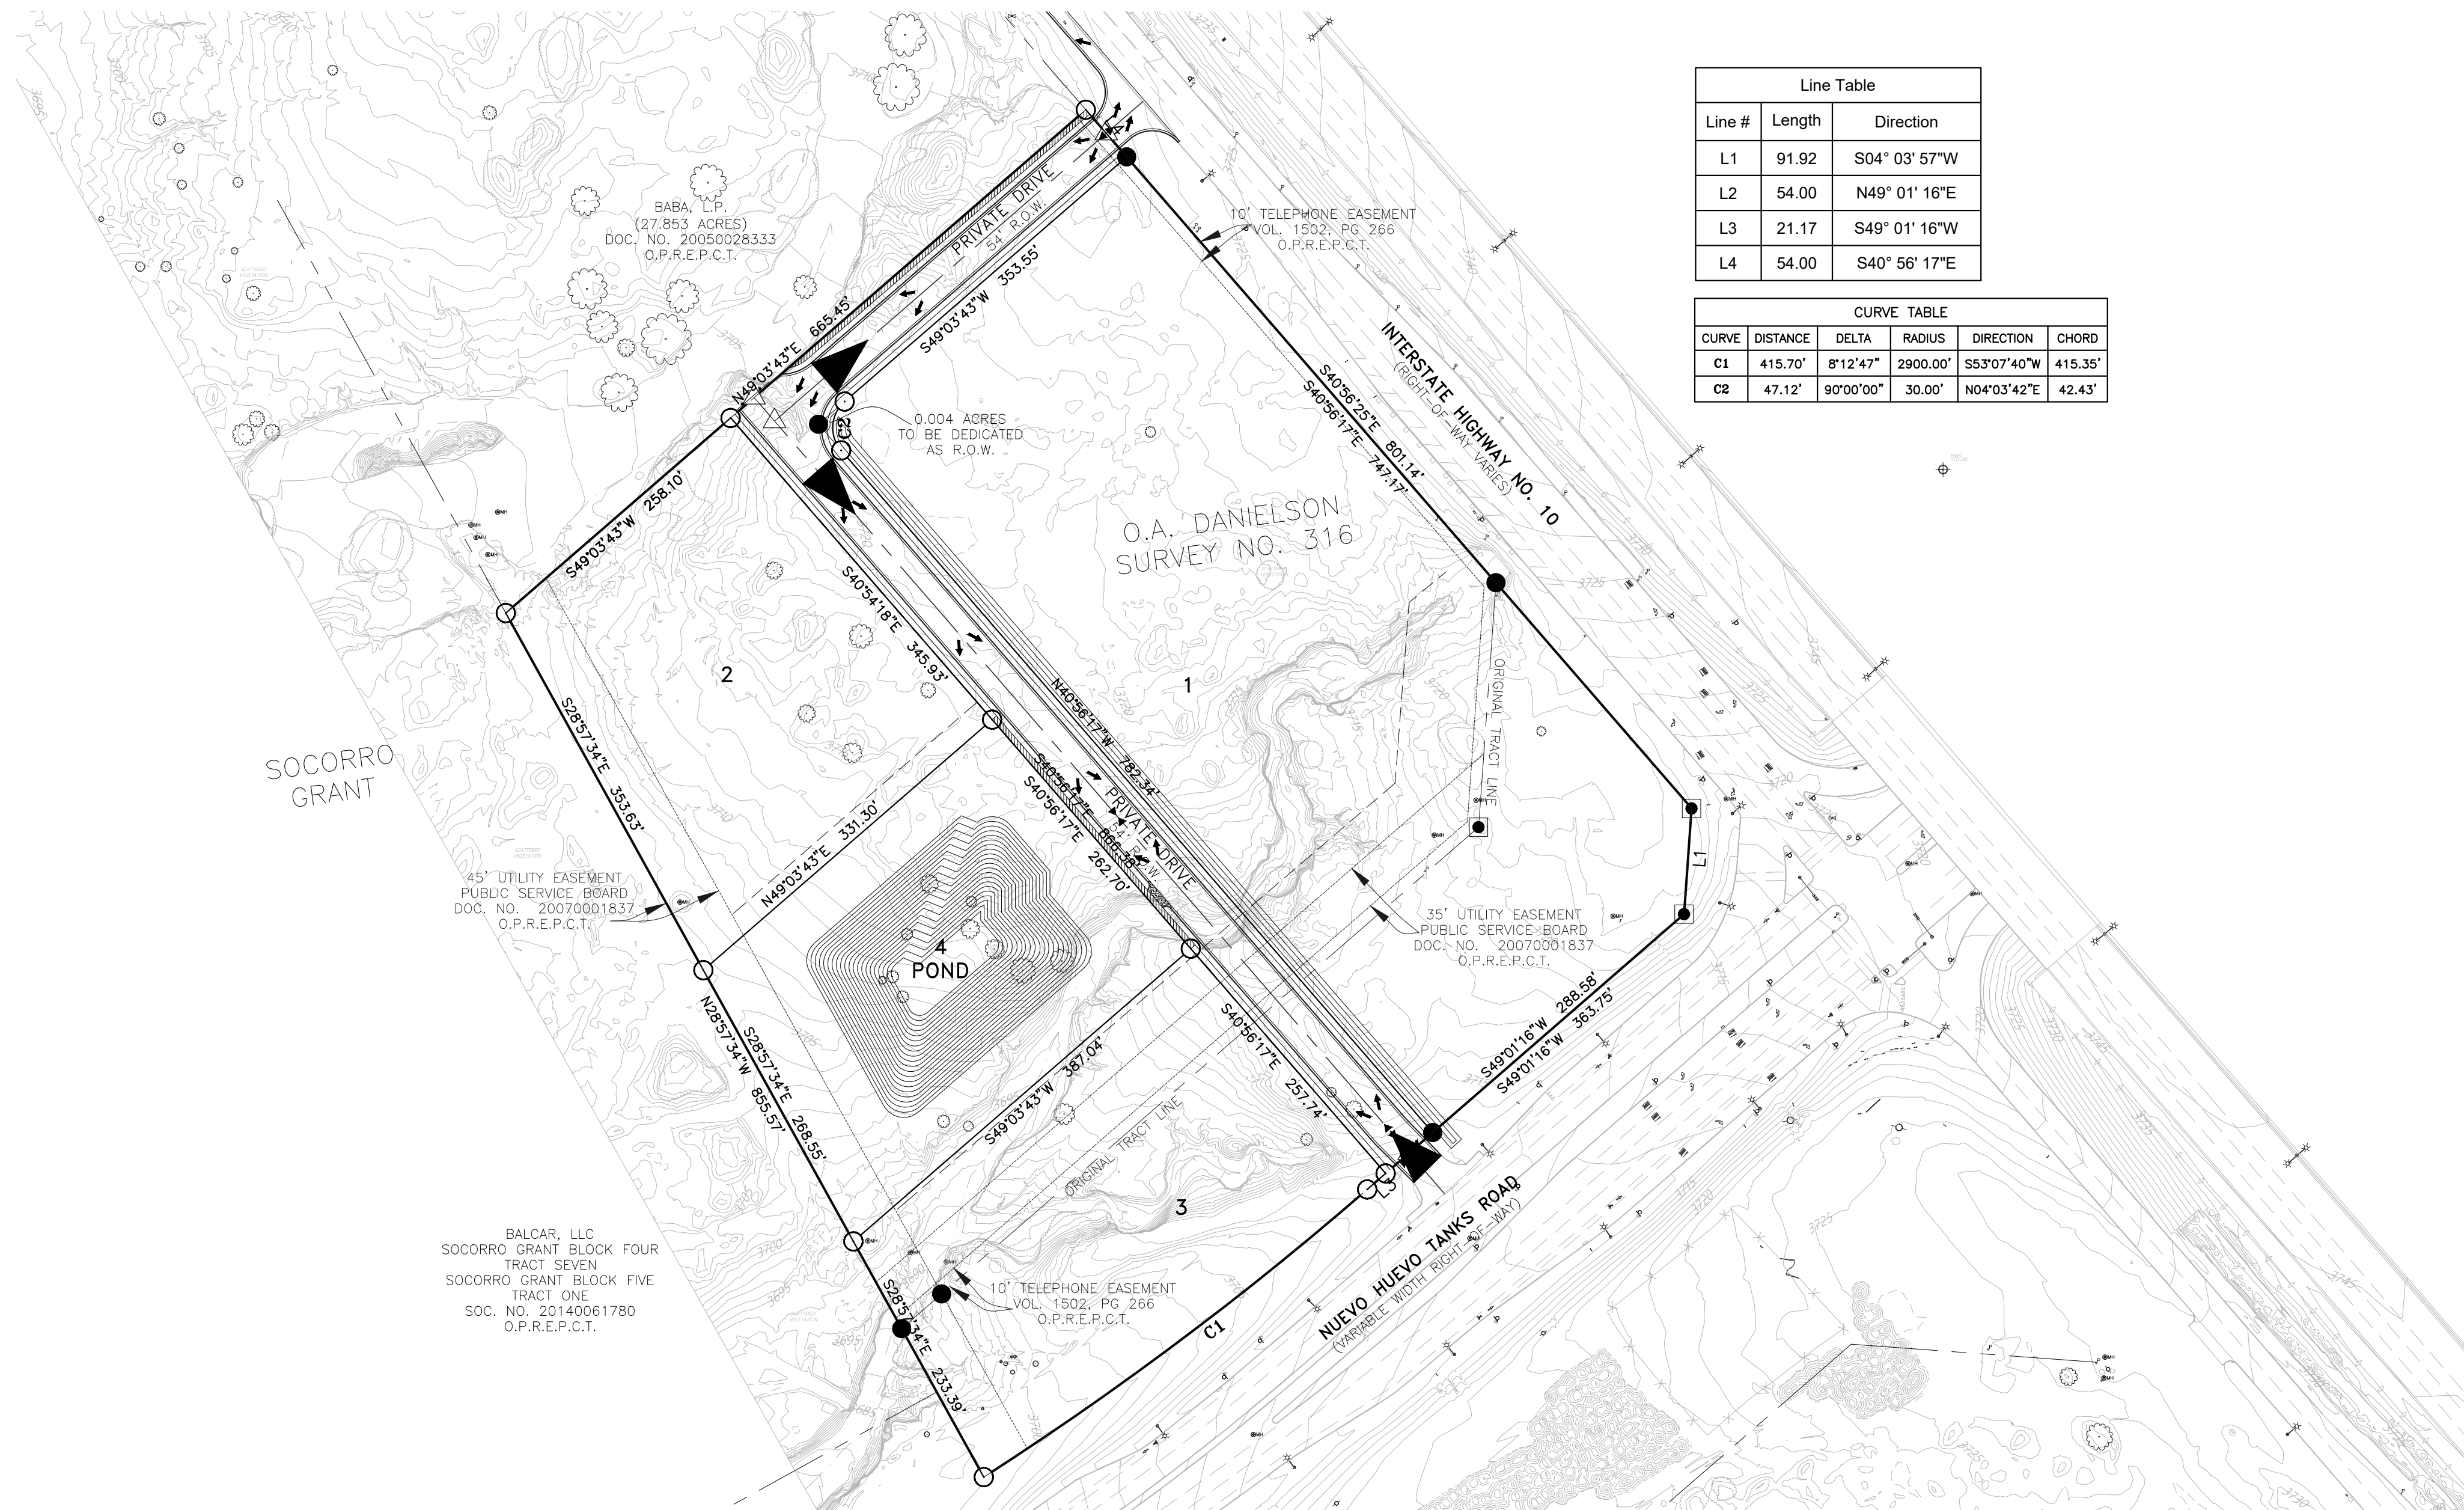 Line Table
Line # Length Direction
L1 91.92 S04° 03' 57"W
L2 54.00 N49° 01' 16"E
L3 21.17 S49° 01' 16"W
L4 54.00 S40° 56' 17"E
CURVE TABLE
CURVE DISTANCE DELTA RADIUS DIRECTION CHORD
C1 415.70' 8°12'47" 2900.00' S53°07'40"W 415.35'
C2 47.12' 90°00'00" 30.00' N04°03'42"E 42.43'
BABA, L.P.
(27.853 ACRES)
DOC. NO. 20050028333
O.P.R.E.P.C.T.
PRIVATE DRIVE
54' R.O.W.
L4
N49°03'43"E 665.45'
S49°03'43"W 353.55'
10' TELEPHONE EASEMENT
VOL. 1502, PG 266
O.P.R.E.P.C.T.
INTERSTATE HIGHWAY NO. 10
(RIGHT-OF-WAY VARIES)
S40°56'25"E 801.14'
S40°56'17"E 747.17'
C2
0.004 ACRES
TO BE DEDICATED
AS R.O.W.
O.A. DANIELSON
SURVEY NO. 316
S49°03'43"W 258.10'
S40°54'18"E 345.93'
2
1
ORIGINAL TRACT LINE
SOCORRO
GRANT
S28°57'34"E 353.63'
N40°56'17"W 782.34'
S40°56'17"E 866.38'
S40°56'17"E 262.70'
PRIVATE DRIVE
54' R.O.W.
N49°03'43"E 331.30'
L1
45' UTILITY EASEMENT
PUBLIC SERVICE BOARD
DOC. NO. 20070001837
O.P.R.E.P.C.T.
4
POND
35' UTILITY EASEMENT
PUBLIC SERVICE BOARD
DOC. NO. 20070001837
O.P.R.E.P.C.T.
S49°01'16"W 288.58'
S49°01'16"W 363.75'
S28°57'34"E 268.55'
N28°57'34"W 855.57'
S49°03'43"W 387.04'
S40°56'17"E 257.74'
ORIGINAL TRACT LINE
L3
3
NUEVO HUEVO TANKS ROAD
(VARIABLE WIDTH RIGHT-OF-WAY)
BALCAR, LLC
SOCORRO GRANT BLOCK FOUR
TRACT SEVEN
SOCORRO GRANT BLOCK FIVE
TRACT ONE
SOC. NO. 20140061780
O.P.R.E.P.C.T.
10' TELEPHONE EASEMENT
VOL. 1502, PG 266
O.P.R.E.P.C.T.
S28°57'34"E 233.39'
C1